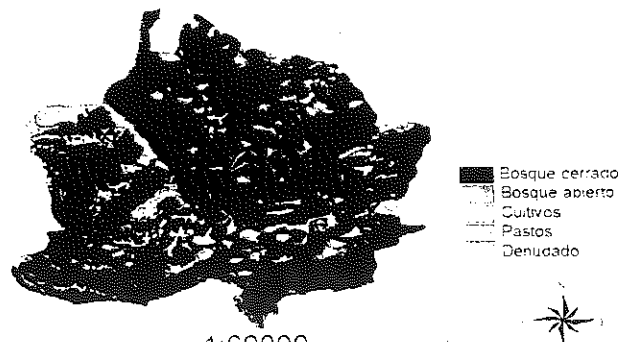 Bosque cerrado
Bosque abierto
Cultivos
Pastos
Denudado